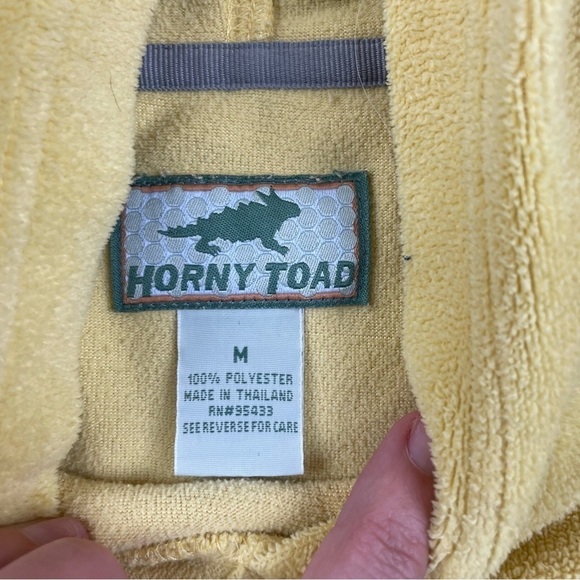 HORNY TOAD
M
100% POLYESTER
MADE IN THAILAND
RN#95433
SEE REVERSE FOR CARE